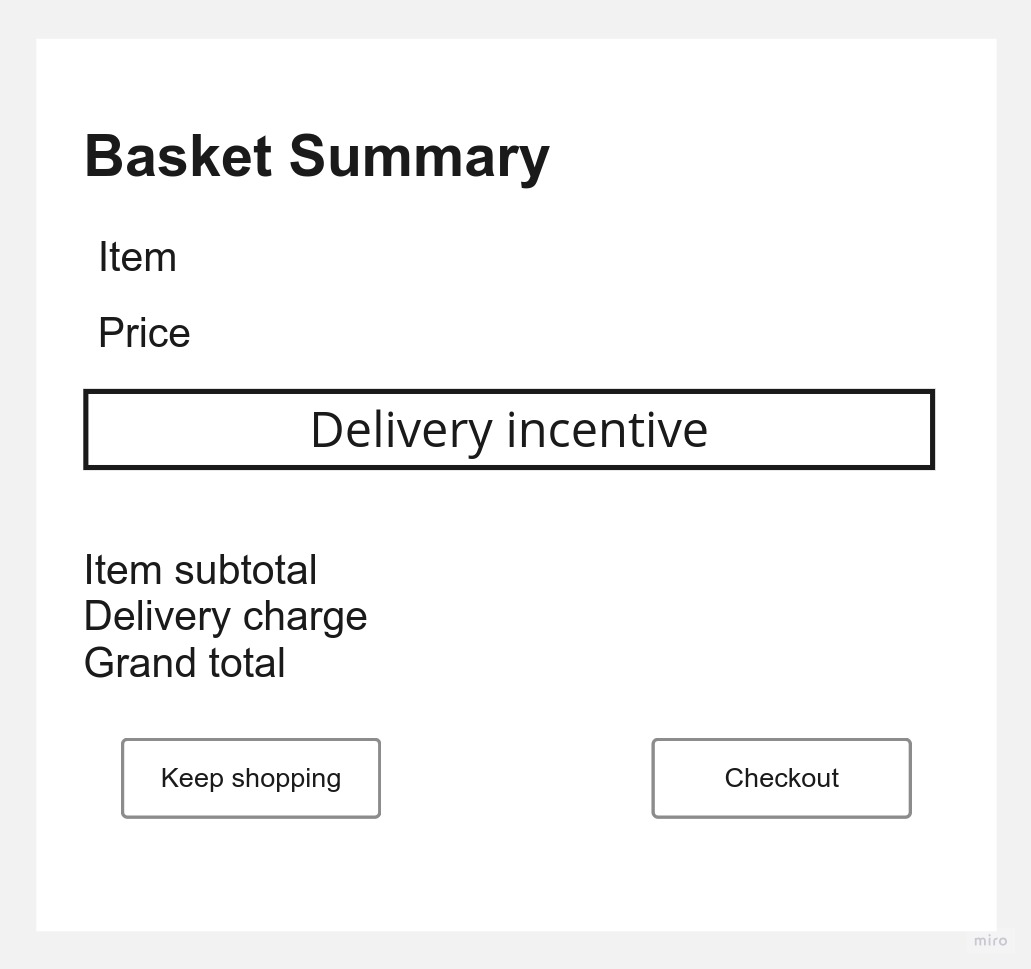 Basket Summary
Item
Price
Delivery incentive
Item subtotal
Delivery charge
Grand total
Keep shopping
Checkout
miro